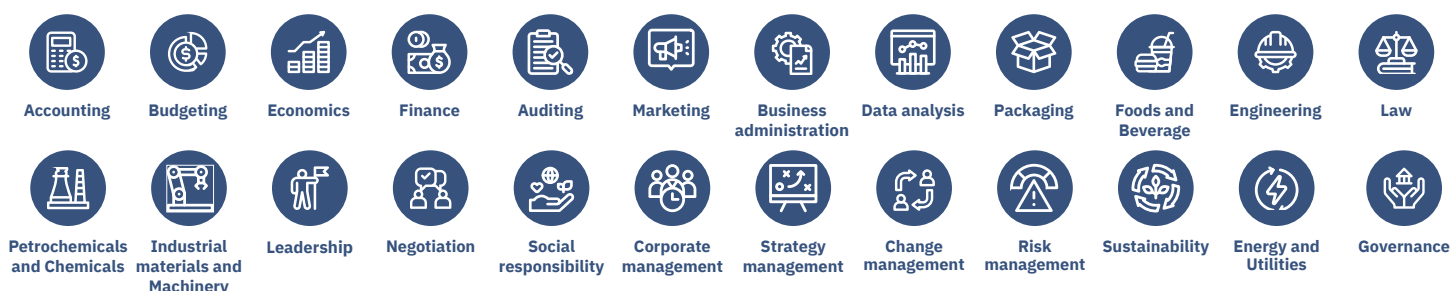 Accounting
Budgeting
Economics
Finance
Auditing
Marketing
Business
administration
Data analysis
Packaging
Foods and
Beverage
Engineering
Law
Petrochemicals
and Chemicals
Industrial
materials and
Machinery
Leadership
Negotiation
Social
responsibility
Corporate
management
Strategy
management
Change
management
Risk
management
Sustainability
Energy and
Utilities
Governance